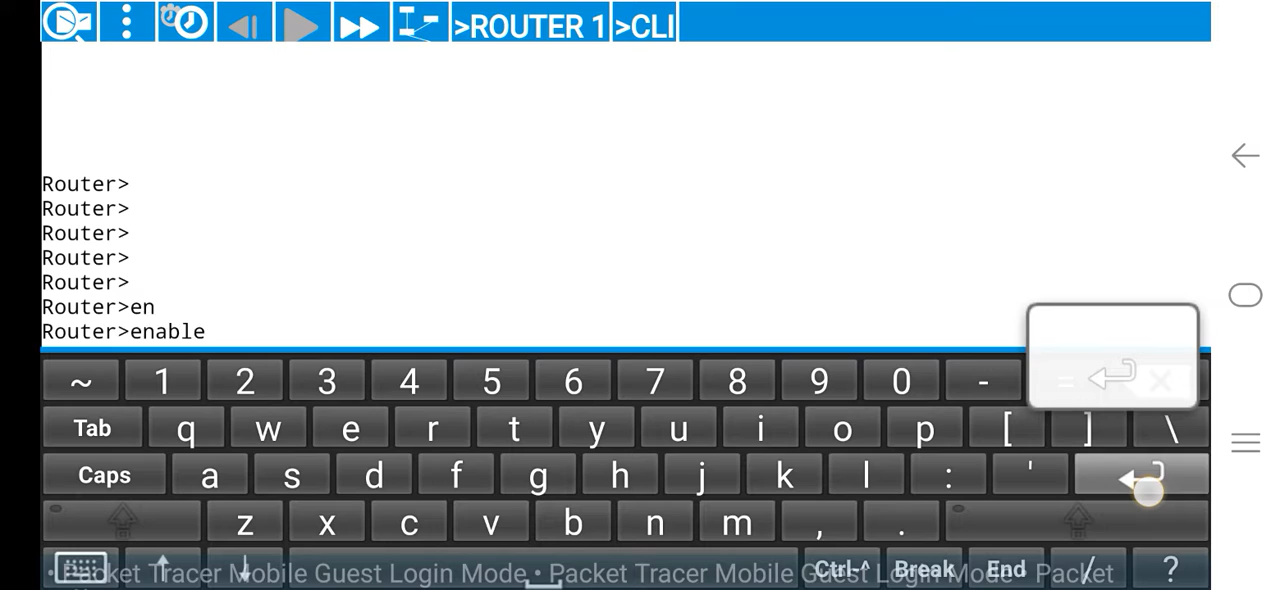 >ROUTER 1 >CLI
Router>
Router>
Router>
Router>
Router>
Router>en
Router>enable
~ 1 2 3 4 5 6 7 8 9 0 - =
Tab q w e r t y u i o p [ ] \
Caps a s d f g h j k l : '
z x c v b n m , .
Ctrl-^ Break End / ?
• Packet Tracer Mobile Guest Login Mode • Packet Tracer Mobile Guest Login Mode • Packet